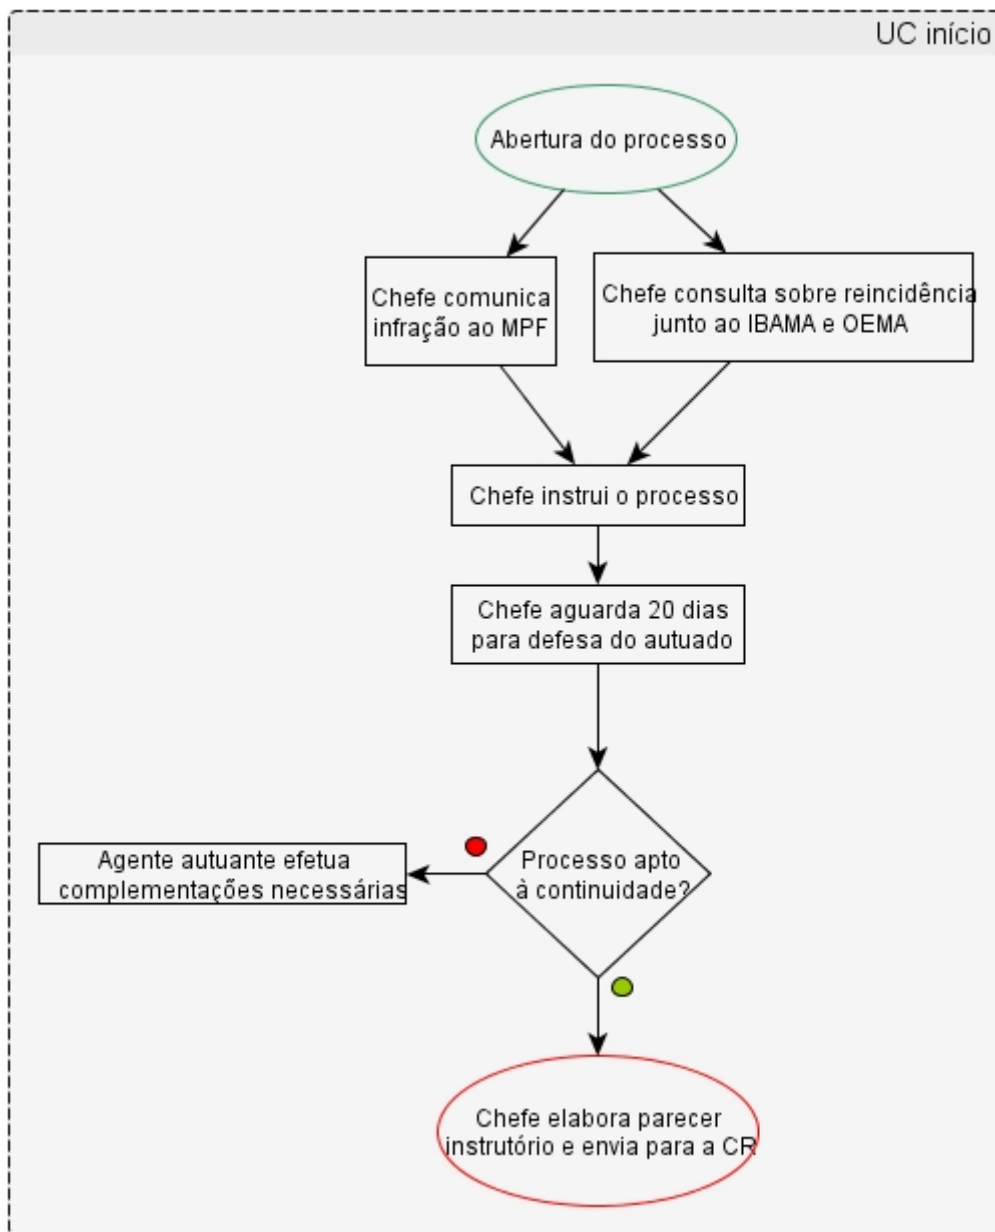 UC início
Abertura do processo
Chefe comunica
infração ao MPF
Chefe consulta sobre reincidência
junto ao IBAMA e OEMA
Chefe instrui o processo
Chefe aguarda 20 dias
para defesa do autuado
Processo apto
à continuidade?
Agente autuante efetua
complementações necessárias
Chefe elabora parecer
instrutório e envia para a CR